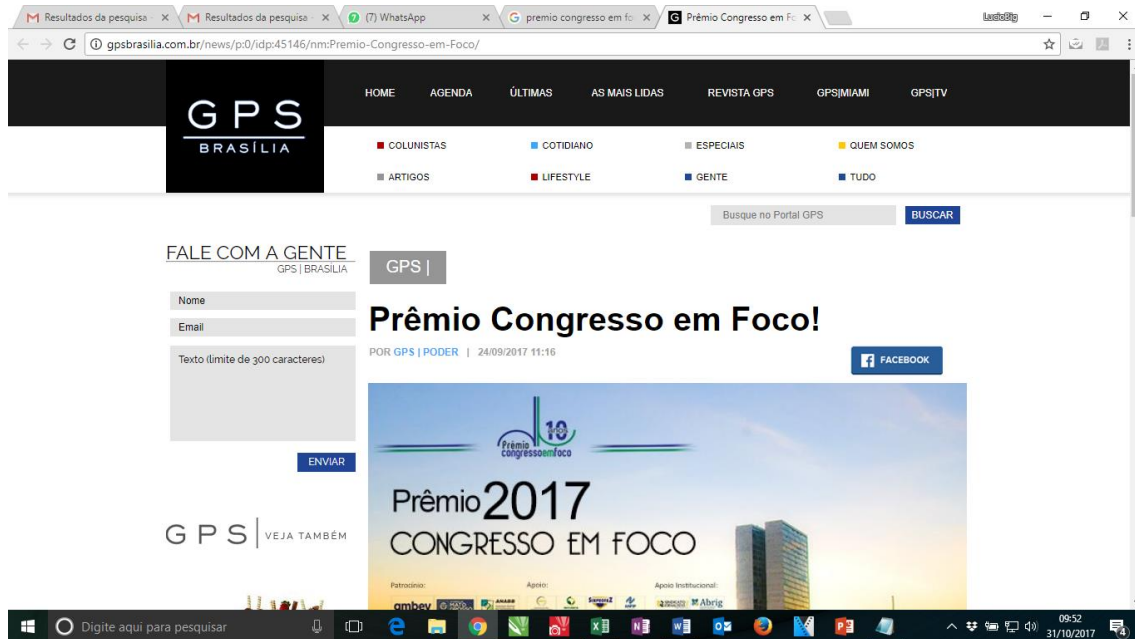 Resultados da pesquisa -
Resultados da pesquisa -
(7) WhatsApp
premio congresso em fo
Prêmio Congresso em Fo
gpsbrasilia.com.br/news/p:0/idp:45146/nm:Premio-Congresso-em-Foco/
GPS
BRASÍLIA
HOME AGENDA ÚLTIMAS AS MAIS LIDAS REVISTA GPS GPS|MIAMI GPS|TV
COLUNISTAS COTIDIANO ESPECIAIS QUEM SOMOS
ARTIGOS LIFESTYLE GENTE TUDO
Busque no Portal GPS BUSCAR
FALE COM A GENTE
GPS | BRASÍLIA
Nome
Email
Texto (limite de 300 caracteres)
ENVIAR
GPS | VEJA TAMBÉM
GPS |
Prêmio Congresso em Foco!
POR GPS | PODER | 24/09/2017 11:16
FACEBOOK
10
anos
Prêmio
congressoemfoco
Prêmio 2017
CONGRESSO EM FOCO
Patrocínio: Apoio: Apoio Institucional:
ambev Abrig
Digite aqui para pesquisar
09:52
31/10/2017